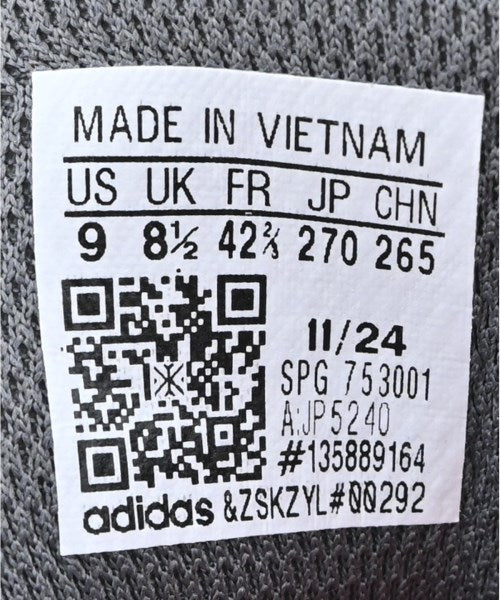 MADE IN VIETNAM
US UK FR JP CHN
9 8½ 42⅔ 270 265
11/24
SPG 753001
A:JP5240
#135889164
adidas &ZSKZYL#00292